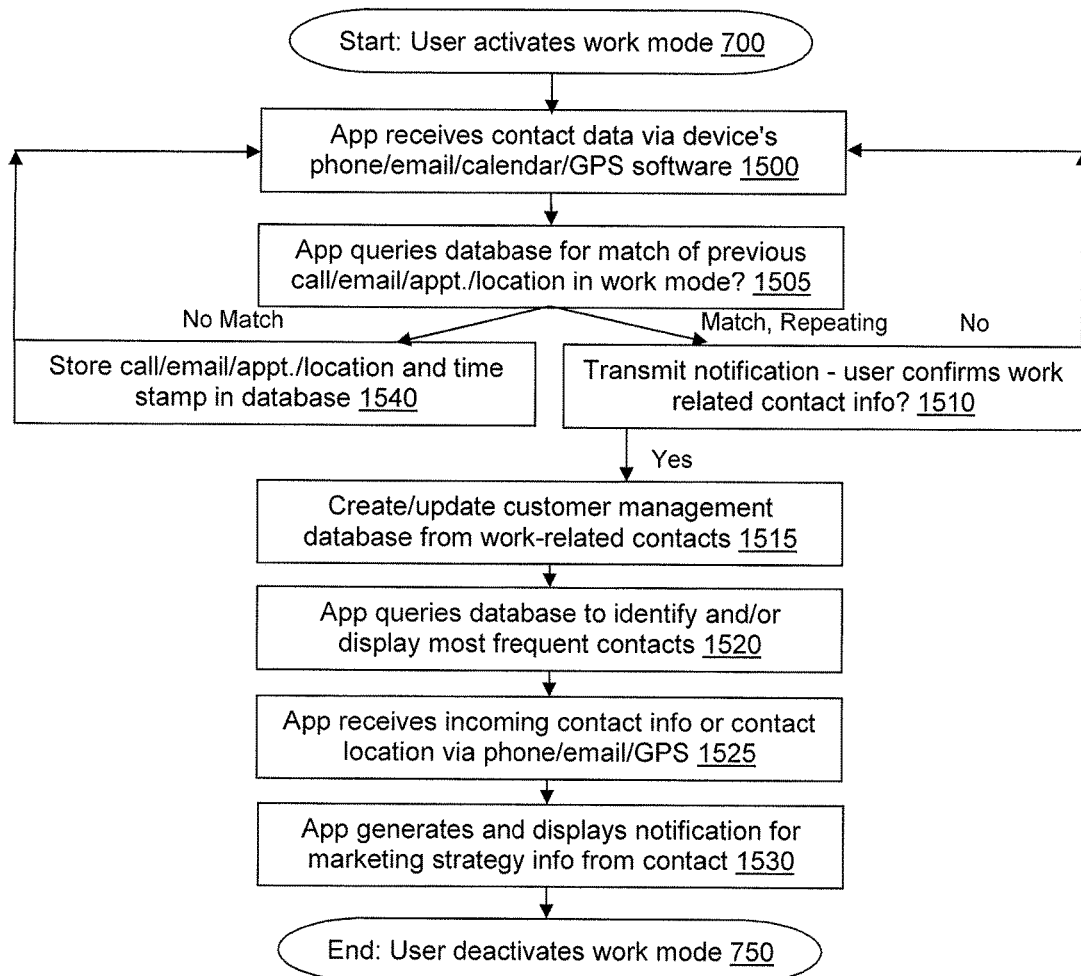 Start: User activates work mode 700
App receives contact data via device's
phone/email/calendar/GPS software 1500
App queries database for match of previous
call/email/appt./location in work mode? 1505
No Match
Match, Repeating
No
Store call/email/appt./location and time
stamp in database 1540
Transmit notification - user confirms work
related contact info? 1510
Yes
Create/update customer management
database from work-related contacts 1515
App queries database to identify and/or
display most frequent contacts 1520
App receives incoming contact info or contact
location via phone/email/GPS 1525
App generates and displays notification for
marketing strategy info from contact 1530
End: User deactivates work mode 750